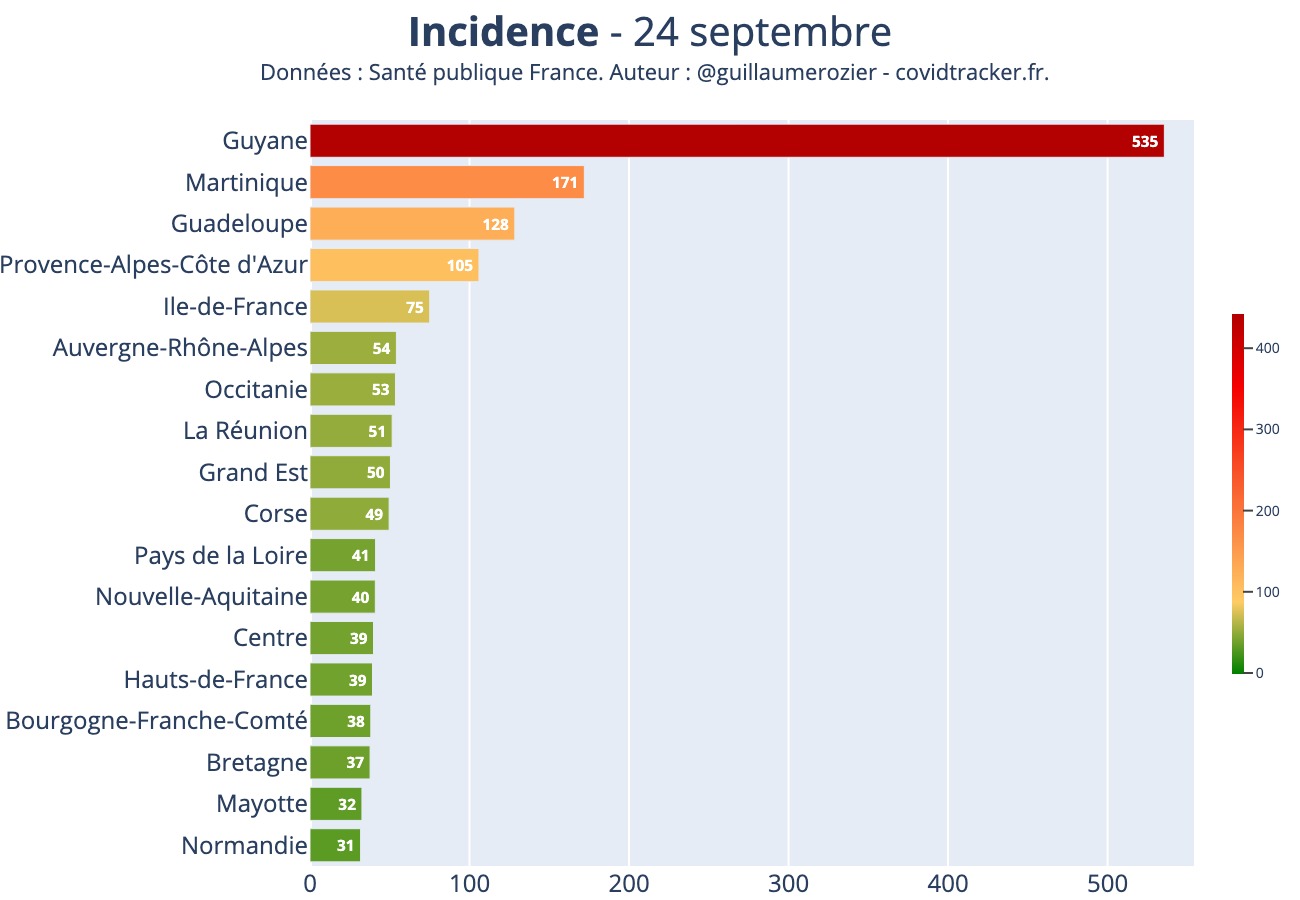 Incidence - 24 septembre
Données : Santé publique France. Auteur : @guillaumerozier - covidtracker.fr.
Guyane 535
Martinique 171
Guadeloupe 128
Provence-Alpes-Côte d'Azur 105
Ile-de-France 75
Auvergne-Rhône-Alpes 54
Occitanie 53
La Réunion 51
Grand Est 50
Corse 49
Pays de la Loire 41
Nouvelle-Aquitaine 40
Centre 39
Hauts-de-France 39
Bourgogne-Franche-Comté 38
Bretagne 37
Mayotte 32
Normandie 31
0 100 200 300 400 500
400
300
200
100
0